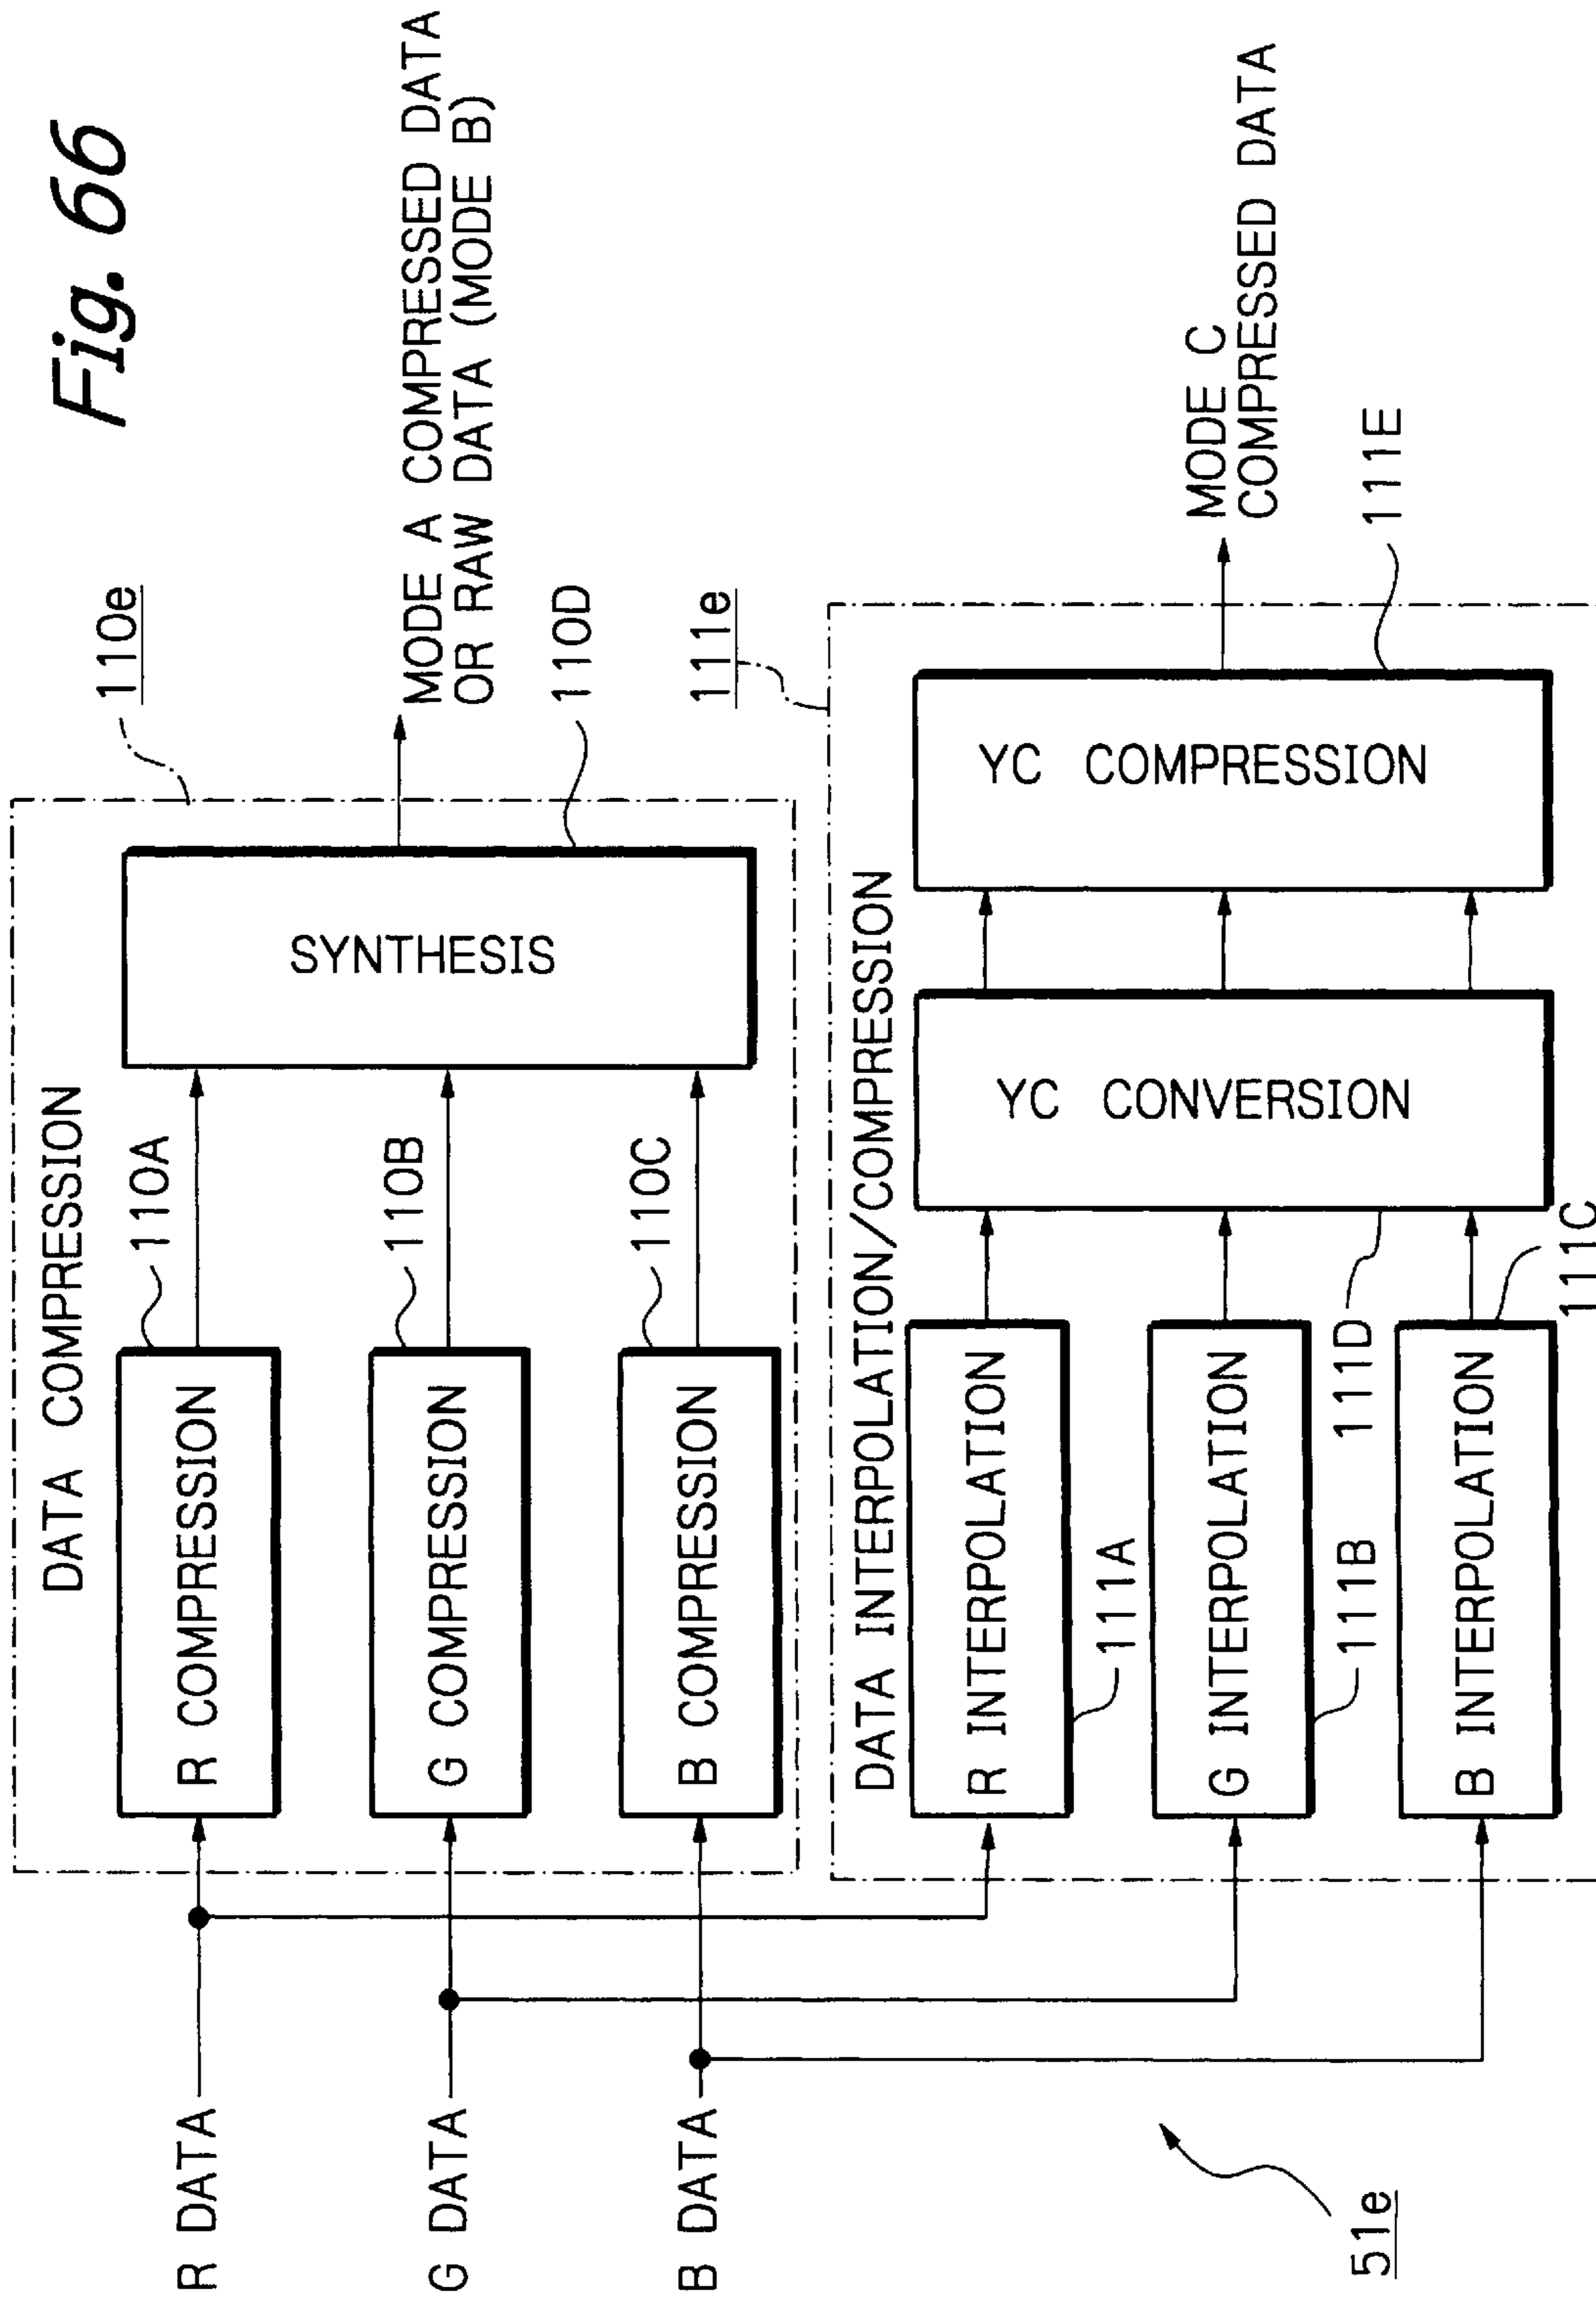 Fig. 66
R DATA
G DATA
B DATA
51e
DATA COMPRESSION
110e
R COMPRESSION
110A
G COMPRESSION
110B
B COMPRESSION
110C
SYNTHESIS
110D
MODE A COMPRESSED DATA
OR RAW DATA (MODE B)
DATA INTERPOLATION/COMPRESSION
111e
R INTERPOLATION
111A
G INTERPOLATION
111B
B INTERPOLATION
111C
YC CONVERSION
111D
YC COMPRESSION
111E
MODE C
COMPRESSED DATA